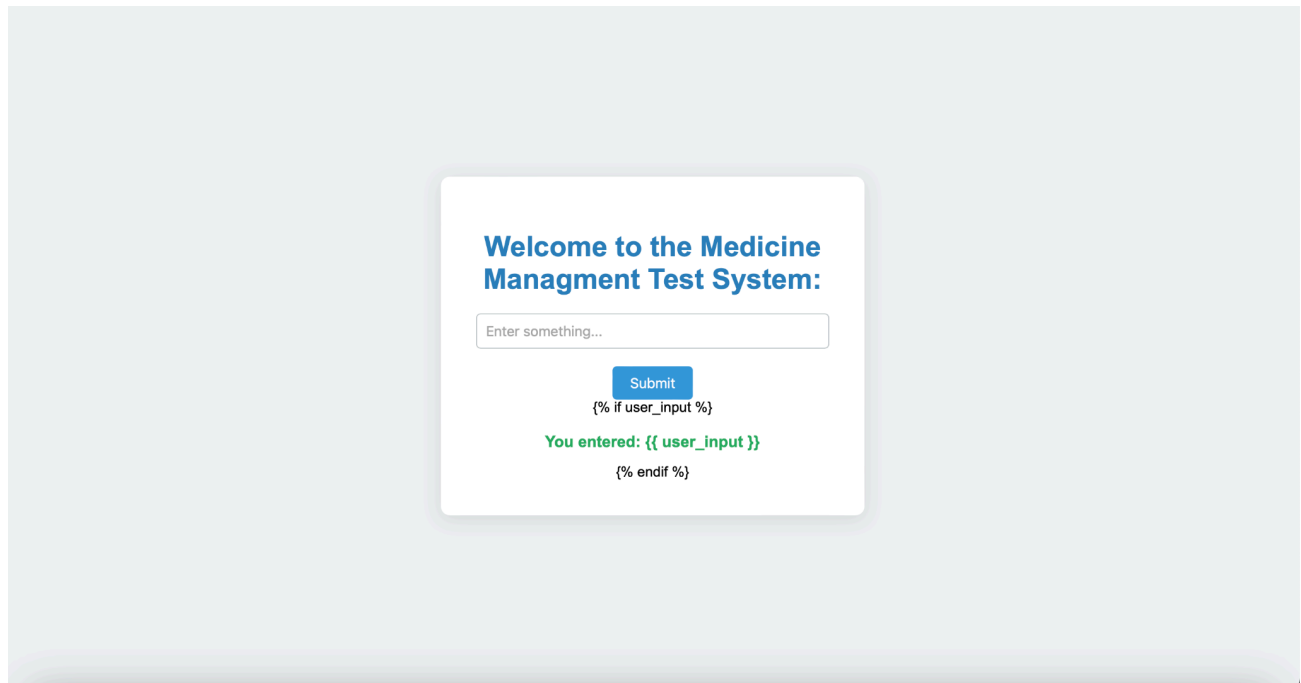 Welcome to the Medicine
Managment Test System:
Enter something...
Submit
{% if user_input %}
You entered: {{ user_input }}
{% endif %}